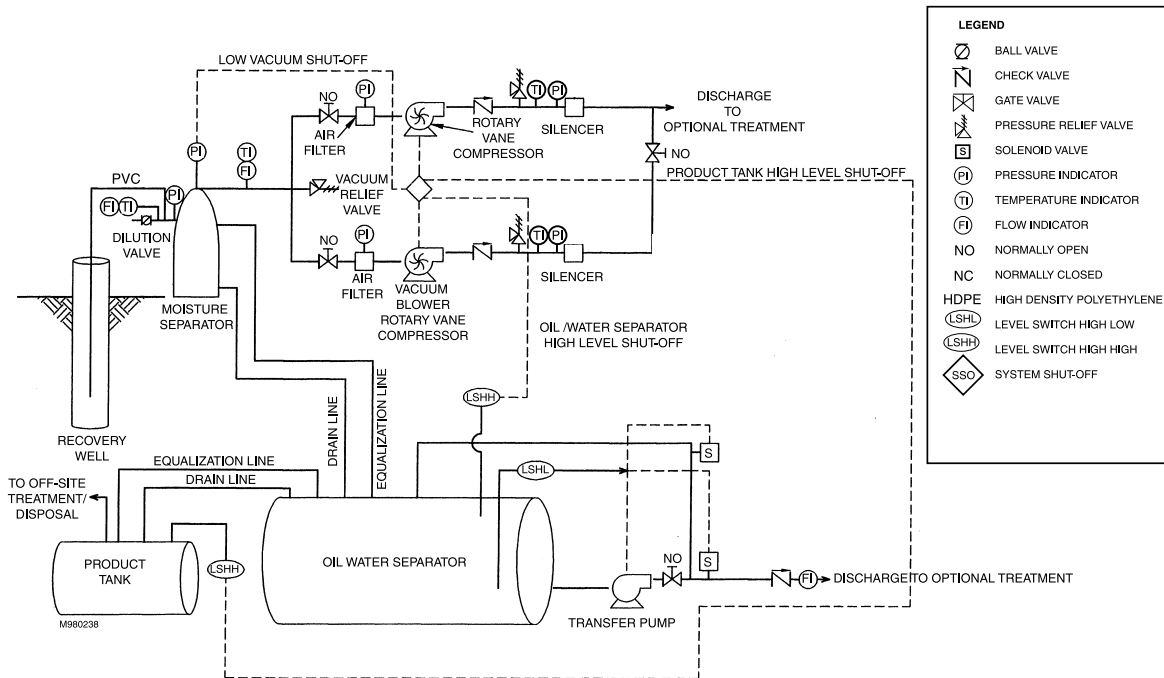 LOW VACUUM SHUT-OFF
NO
PI
AIR
FILTER
ROTARY
VANE
COMPRESSOR
TI
PI
SILENCER
DISCHARGE
TO
OPTIONAL TREATMENT
NO
PRODUCT TANK HIGH LEVEL SHUT-OFF
PI
TI
FI
PVC
PI
FI
TI
DILUTION
VALVE
VACUUM
RELIEF
VALVE
NO
PI
AIR
FILTER
VACUUM
BLOWER
ROTARY VANE
COMPRESSOR
TI
PI
SILENCER
MOISTURE
SEPARATOR
OIL /WATER SEPARATOR
HIGH LEVEL SHUT-OFF
RECOVERY
WELL
DRAIN LINE
EQUALIZATION LINE
LSHH
LSHL
S
EQUALIZATION LINE
DRAIN LINE
TO OFF-SITE
TREATMENT/
DISPOSAL
PRODUCT
TANK
LSHH
M980238
OIL WATER SEPARATOR
NO
S
TRANSFER PUMP
FI
DISCHARGE TO OPTIONAL TREATMENT
LEGEND
BALL VALVE
CHECK VALVE
GATE VALVE
PRESSURE RELIEF VALVE
S SOLENOID VALVE
PI PRESSURE INDICATOR
TI TEMPERATURE INDICATOR
FI FLOW INDICATOR
NO NORMALLY OPEN
NC NORMALLY CLOSED
HDPE HIGH DENSITY POLYETHYLENE
LSHL LEVEL SWITCH HIGH LOW
LSHH LEVEL SWITCH HIGH HIGH
SSO SYSTEM SHUT-OFF